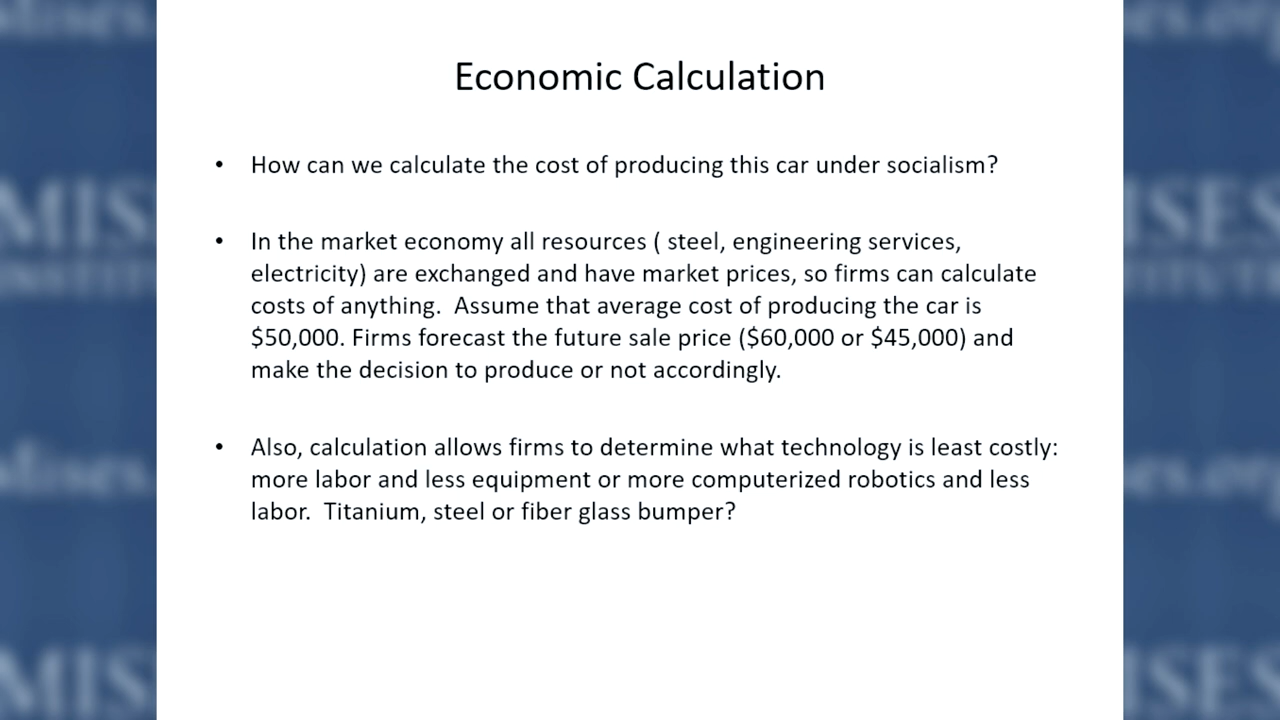 Economic Calculation
• How can we calculate the cost of producing this car under socialism?
• In the market economy all resources ( steel, engineering services,
electricity) are exchanged and have market prices, so firms can calculate
costs of anything.  Assume that average cost of producing the car is
$50,000. Firms forecast the future sale price ($60,000 or $45,000) and
make the decision to produce or not accordingly.
• Also, calculation allows firms to determine what technology is least costly:
more labor and less equipment or more computerized robotics and less
labor.  Titanium, steel or fiber glass bumper?